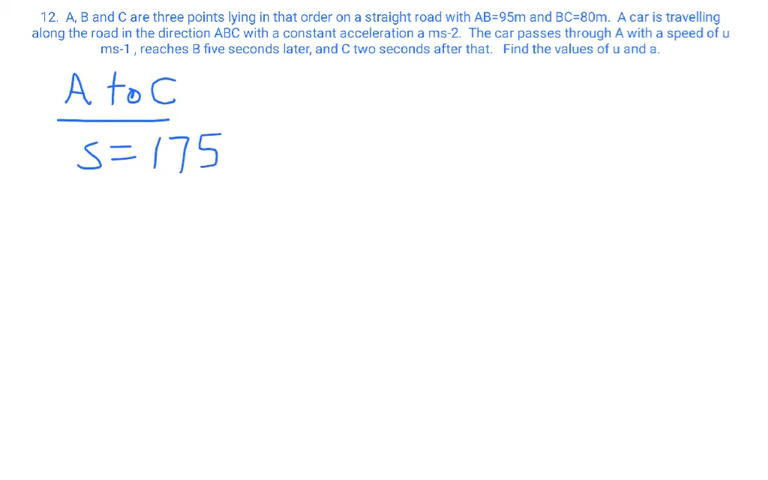 12. A, B and C are three points lying in that order on a straight road with AB=95m and BC=80m. A car is travelling
along the road in the direction ABC with a constant acceleration a ms-2. The car passes through A with a speed of u
ms-1 , reaches B five seconds later, and C two seconds after that. Find the values of u and a.
A to C
s=175